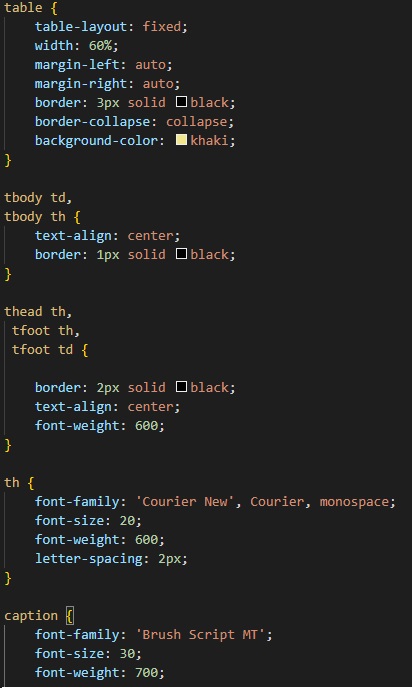 table {
table-layout: fixed;
width: 60%;
margin-left: auto;
margin-right: auto;
border: 3px solid black;
border-collapse: collapse;
background-color: khaki;
}
tbody td,
tbody th {
text-align: center;
border: 1px solid black;
}
thead th,
tfoot th,
tfoot td {
border: 2px solid black;
text-align: center;
font-weight: 600;
}
th {
font-family: 'Courier New', Courier, monospace;
font-size: 20;
font-weight: 600;
letter-spacing: 2px;
}
caption {
font-family: 'Brush Script MT';
font-size: 30;
font-weight: 700;